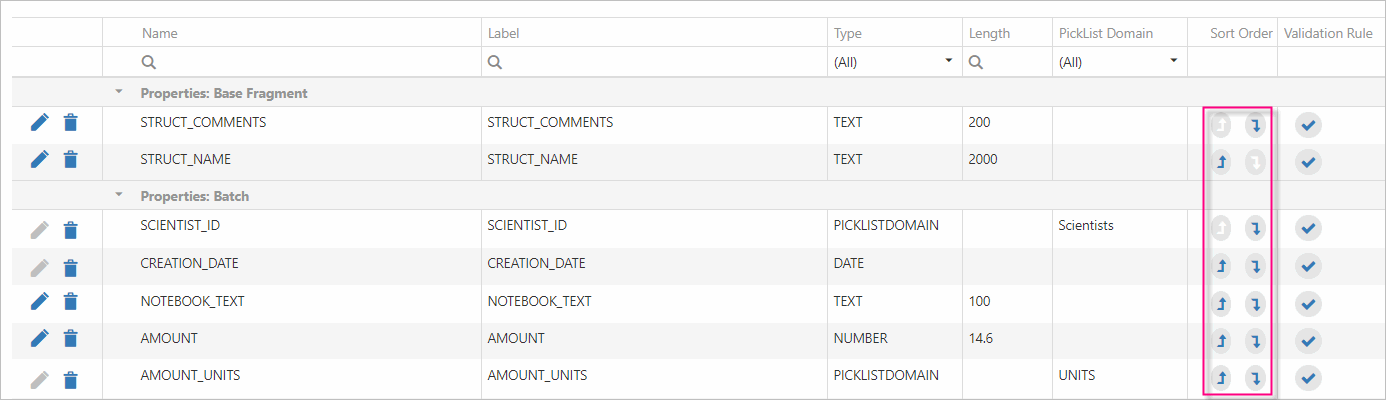 Name Label Type Length PickList Domain Sort Order Validation Rule
(All) (All)
Properties: Base Fragment
STRUCT_COMMENTS STRUCT_COMMENTS TEXT 200
STRUCT_NAME STRUCT_NAME TEXT 2000
Properties: Batch
SCIENTIST_ID SCIENTIST_ID PICKLISTDOMAIN Scientists
CREATION_DATE CREATION_DATE DATE
NOTEBOOK_TEXT NOTEBOOK_TEXT TEXT 100
AMOUNT AMOUNT NUMBER 14.6
AMOUNT_UNITS AMOUNT_UNITS PICKLISTDOMAIN UNITS